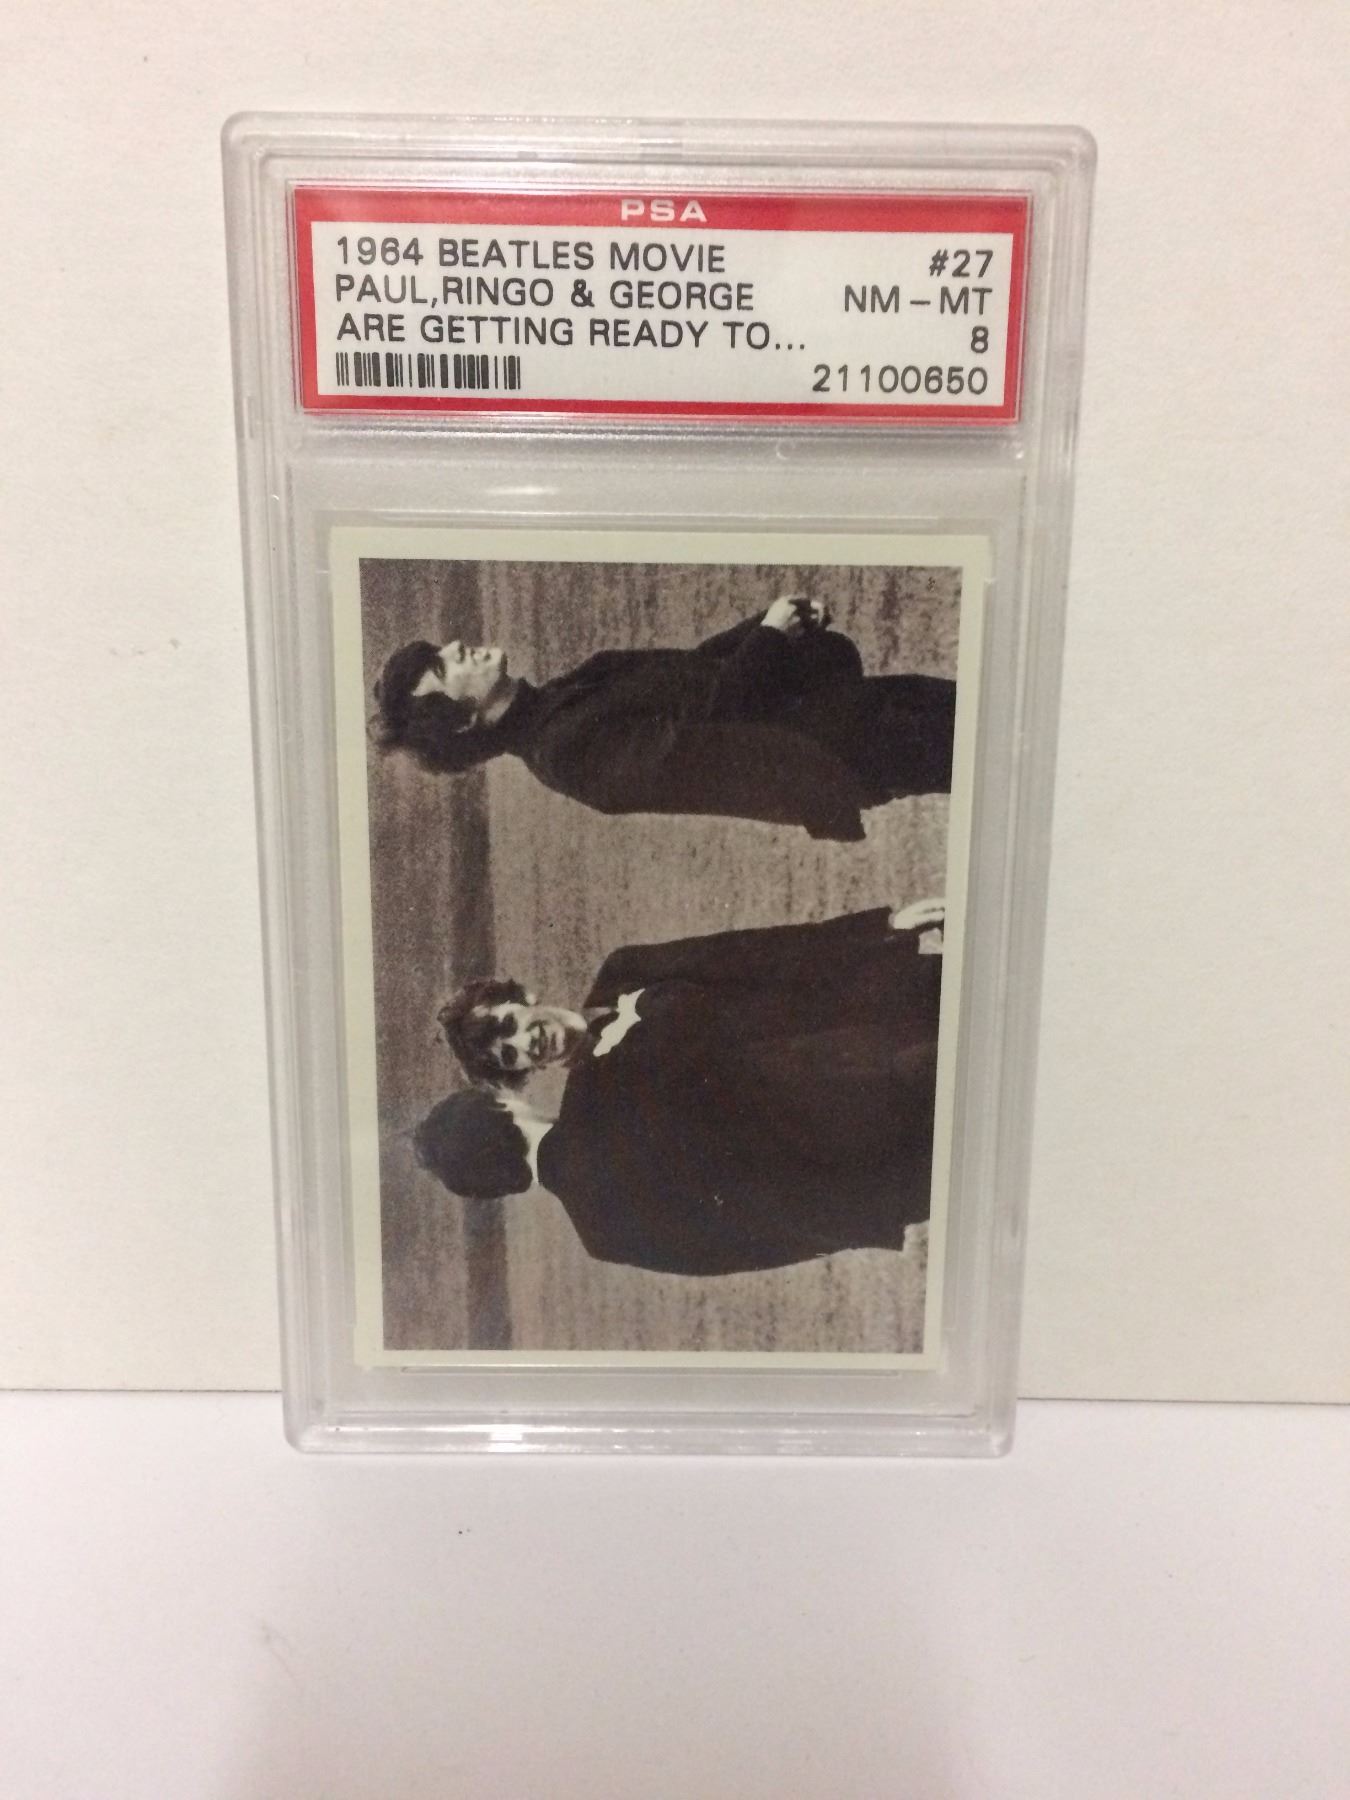 PSA
1964 BEATLES MOVIE #27
PAUL,RINGO & GEORGE NM-MT
ARE GETTING READY TO... 8
21100650